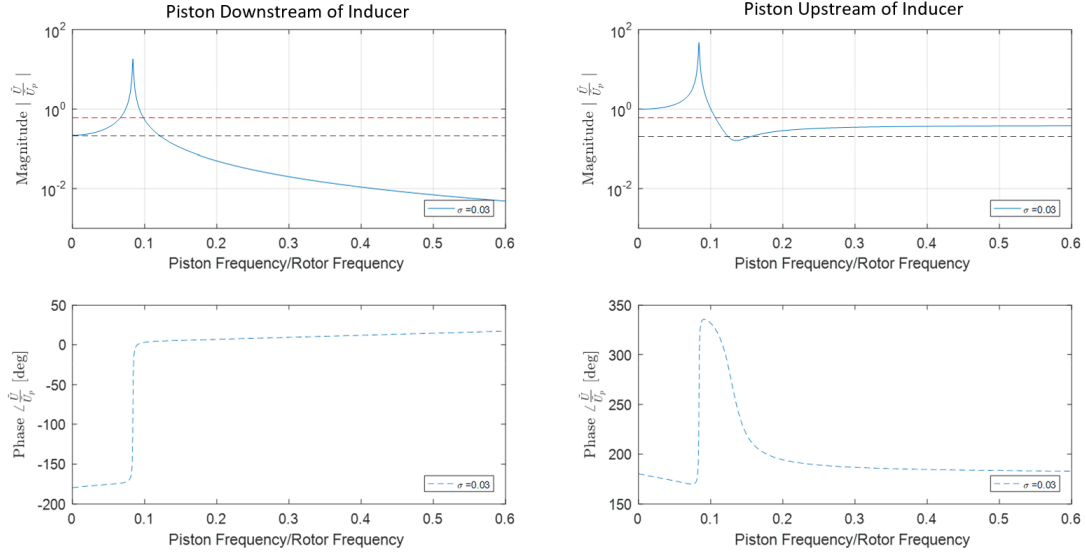 Piston Downstream of Inducer
Magnitude | Ũ/Ũp |
10^2
10^0
10^-2
σ =0.03
0 0.1 0.2 0.3 0.4 0.5 0.6
Piston Frequency/Rotor Frequency
Piston Upstream of Inducer
Magnitude | Ũ/Ũp |
10^2
10^0
10^-2
σ =0.03
0 0.1 0.2 0.3 0.4 0.5 0.6
Piston Frequency/Rotor Frequency
Phase ∠ Ũ/Ũp [deg]
50
0
-50
-100
-150
-200
σ =0.03
0 0.1 0.2 0.3 0.4 0.5 0.6
Piston Frequency/Rotor Frequency
Phase ∠ Ũ/Ũp [deg]
350
300
250
200
150
σ =0.03
0 0.1 0.2 0.3 0.4 0.5 0.6
Piston Frequency/Rotor Frequency